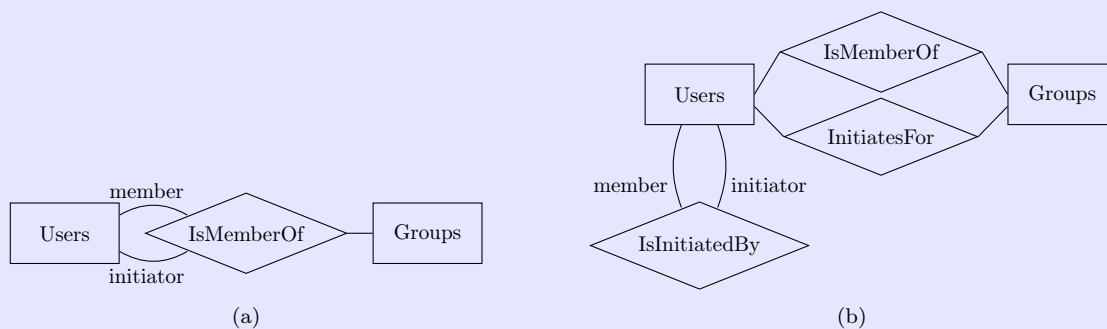 member
Users
IsMemberOf
Groups
initiator
(a)
IsMemberOf
Users
Groups
InitiatesFor
member
initiator
IsInitiatedBy
(b)